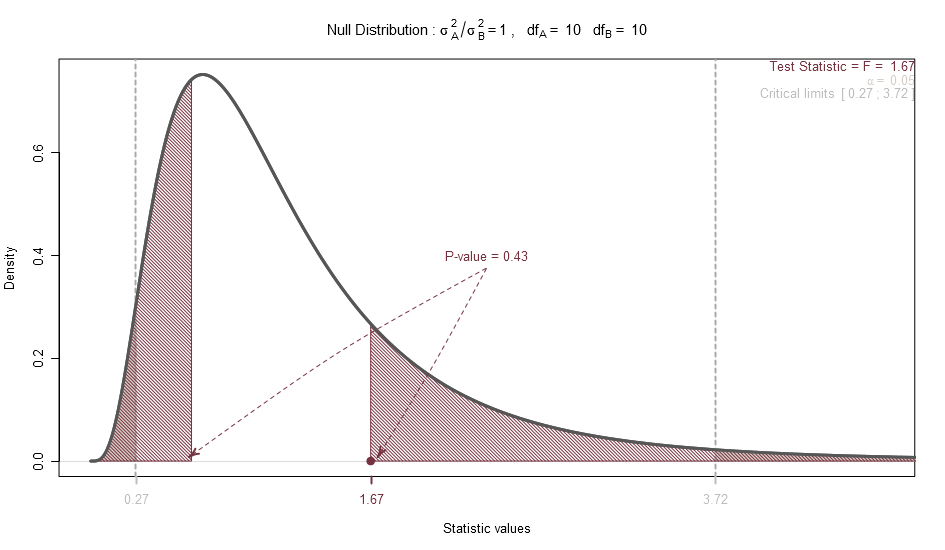 Null Distribution : σ²A/σ²B = 1 ,   dfA = 10   dfB = 10
Test Statistic = F = 1.67
α = 0.05
Critical limits [ 0.27 ; 3.72 ]
0.6
0.4
0.2
0.0
Density
P-value = 0.43
0.27
1.67
3.72
Statistic values